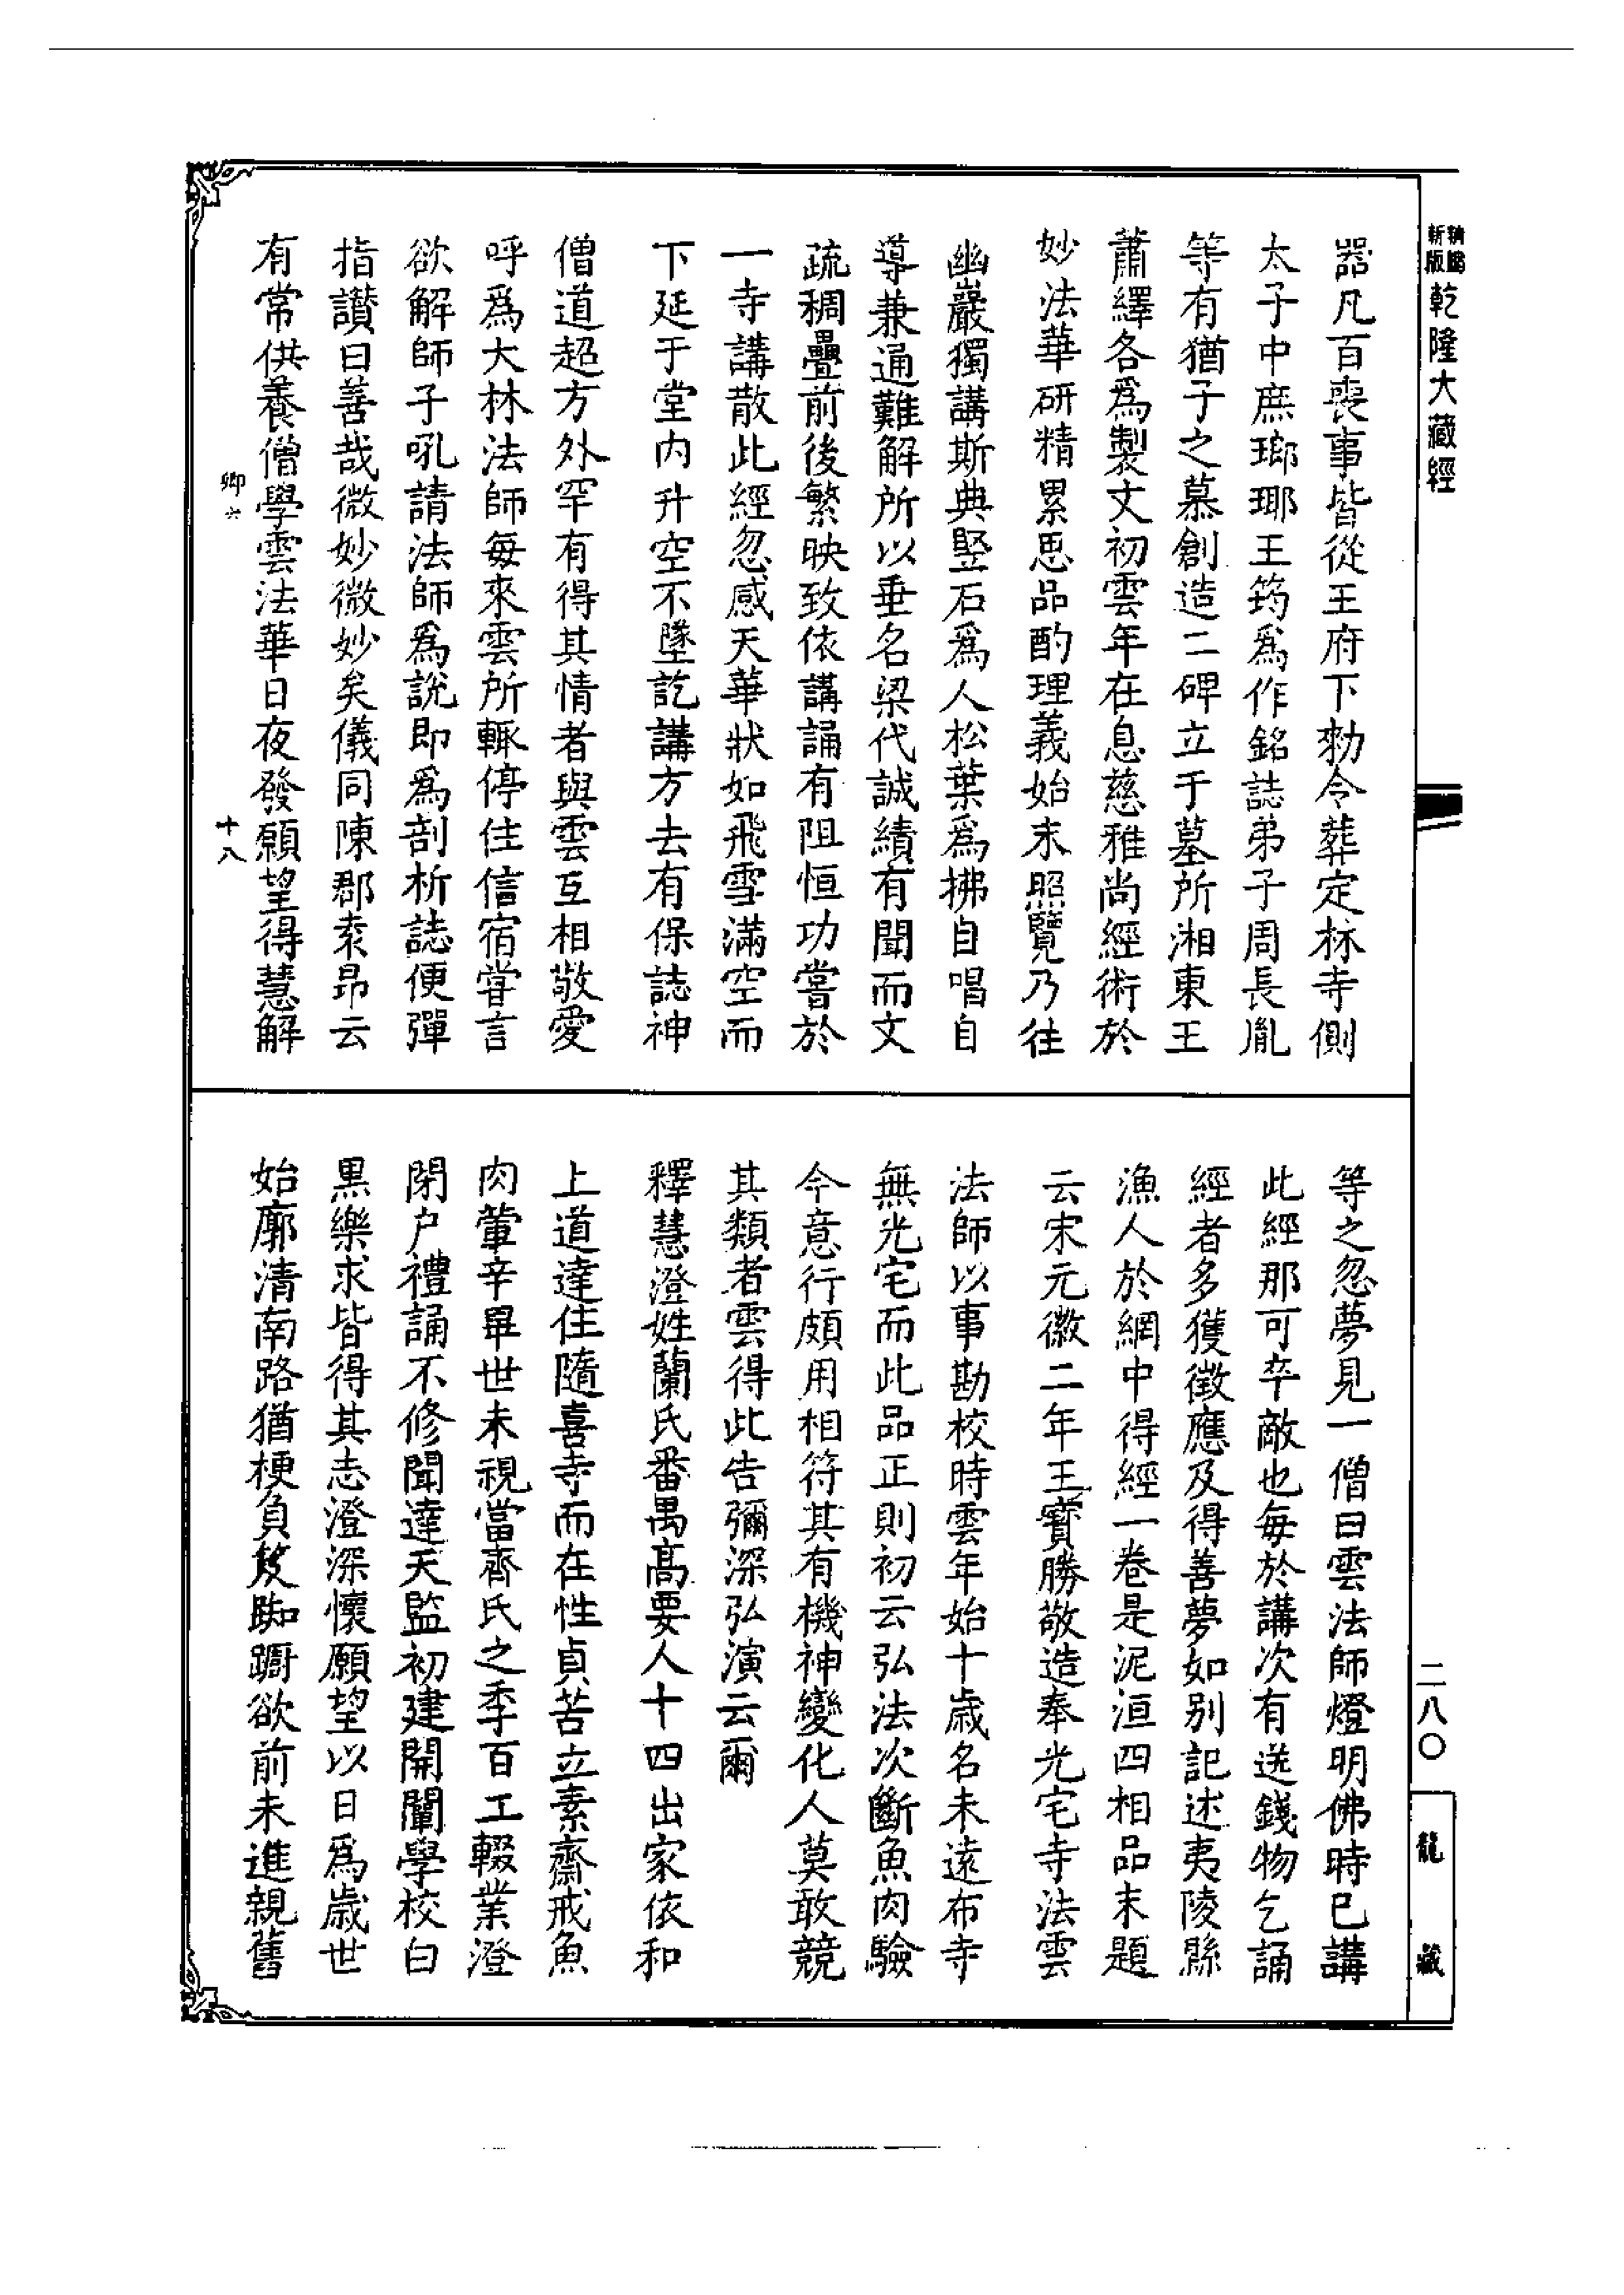 精縮新版乾隆大藏經
器凡百喪事皆從王府下勑令葬定林寺側
太子中庶瑯琊王筠爲作銘誌弟子周長胤
等有猶子之慕創造二碑立于墓所湘東王
蕭繹各爲製文初雲年在息慈雅尚經術於
妙法華研精累思品酌理義始末照覽乃往
幽巖獨講斯典竪石爲人松葉爲拂自唱自
導兼通難解所以垂名梁代誠績有聞而文
疏稠疊前後繁映致依講誦有阻恒功嘗於
一寺講散此經忽感天華狀如飛雪滿空而
下延于堂内升空不墜訖講方去有保誌神
僧道超方外罕有得其情者與雲互相敬愛
呼爲大林法師每來雲所輒停住信宿甞言
欲解師子吼請法師爲說即爲剖析誌便彈
指讚曰善哉微妙微妙矣儀同陳郡袁昂云
有常供養僧學雲法華日夜發願望得慧解
卿六
十八
等之忽夢見一僧曰雲法師燈明佛時已講
此經那可卒敵也每於講次有送錢物乞誦
經者多獲徵應及得善夢如别記述夷陵縣
漁人於網中得經一卷是泥洹四相品末題
云宋元徽二年王寶勝敬造奉光宅寺法雲
法師以事勘校時雲年始十歲名未遠布寺
無光宅而此品正則初云弘法次斷魚肉驗
今意行頗用相符其有機神變化人莫敢競
其類者雲得此告彌深弘演云爾
釋慧澄姓蘭氏番禺高要人十四出家依和
上道達住隨喜寺而在性貞苦立素齋戒魚
肉葷辛畢世未視當齊氏之季百工輟業澄
閉户禮誦不修聞達天監初建開闡學校白
黑樂求皆得其志澄深懷願望以日爲歲世
始廓清南路猶梗負笈踟躕欲前未進親舊
二八〇
龍藏